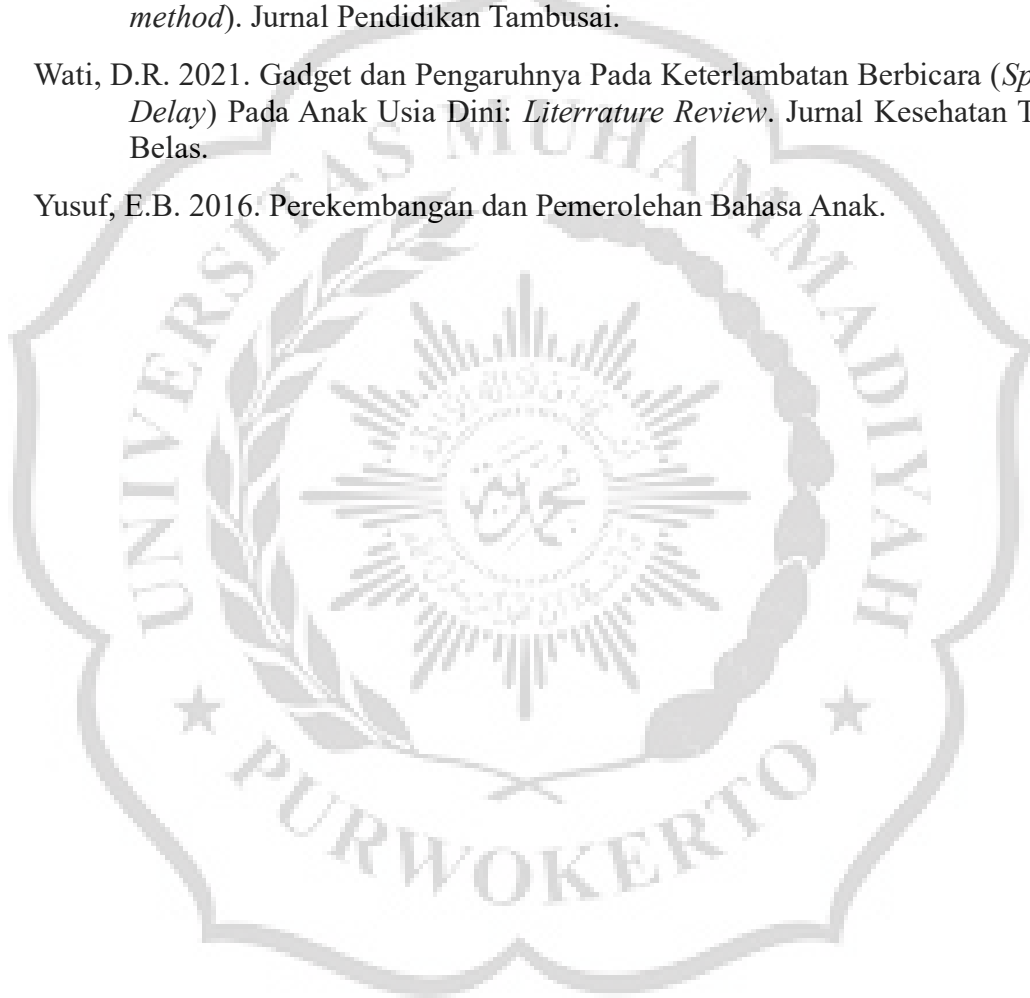 method). Jurnal Pendidikan Tambusai.
Wati, D.R. 2021. Gadget dan Pengaruhnya Pada Keterlambatan Berbicara (Sp
Delay) Pada Anak Usia Dini: Literrature Review. Jurnal Kesehatan T
Belas.
Yusuf, E.B. 2016. Perekembangan dan Pemerolehan Bahasa Anak.
UNIVERSITAS MUHAMMADIYAH
PURWOKERTO